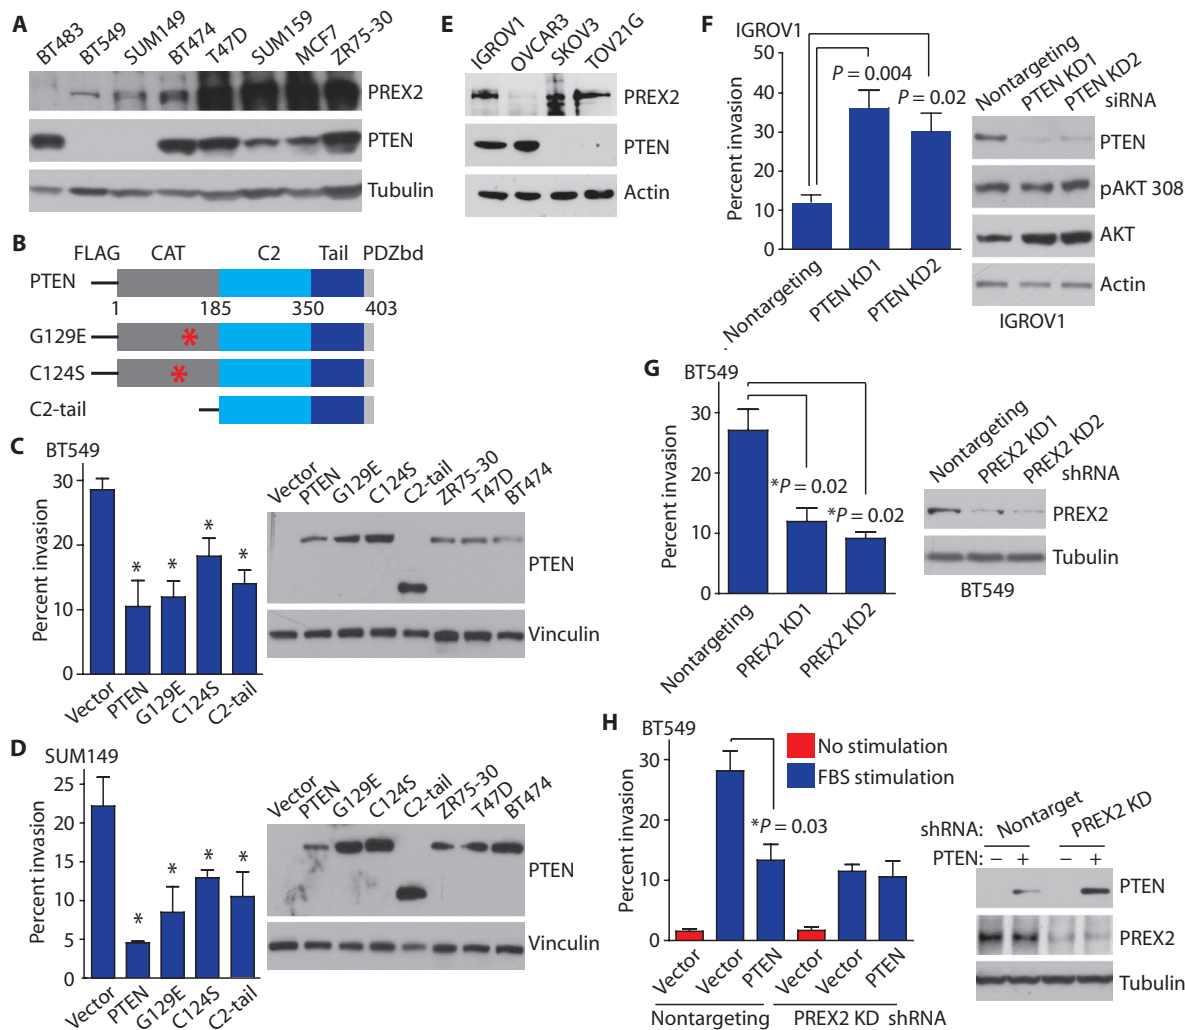 A
BT483 BT549 SUM149 BT474 T47D SUM159 MCF7 ZR75-30
PREX2
PTEN
Tubulin
B
FLAG CAT C2 Tail PDZbd
PTEN
1 185 350 403
G129E *
C124S *
C2-tail
C
BT549
Percent invasion
30
20
10
0
* * * *
Vector PTEN G129E C124S C2-tail
Vector PTEN G129E C124S C2-tail ZR75-30 T47D BT474
PTEN
Vinculin
D
SUM149
Percent invasion
25
20
15
10
5
0
* * * *
Vector PTEN G129E C124S C2-tail
Vector PTEN G129E C124S C2-tail ZR75-30 T47D BT474
PTEN
Vinculin
E
IGROV1 OVCAR3 SKOV3 TOV21G
PREX2
PTEN
Actin
F
IGROV1
Percent invasion
50
40
30
20
10
0
P = 0.004
P = 0.02
Nontargeting PTEN KD1 PTEN KD2
Nontargeting PTEN KD1 PTEN KD2 siRNA
PTEN
pAKT 308
AKT
Actin
IGROV1
G
BT549
Percent invasion
30
20
10
0
*P = 0.02
*P = 0.02
Nontargeting PREX2 KD1 PREX2 KD2
Nontargeting PREX2 KD1 PREX2 KD2 shRNA
PREX2
Tubulin
BT549
H
BT549
Percent invasion
30
20
10
0
No stimulation
FBS stimulation
*P = 0.03
Vector Vector PTEN Vector Vector PTEN
Nontargeting PREX2 KD shRNA
shRNA: Nontarget PREX2 KD
PTEN: – + – +
PTEN
PREX2
Tubulin